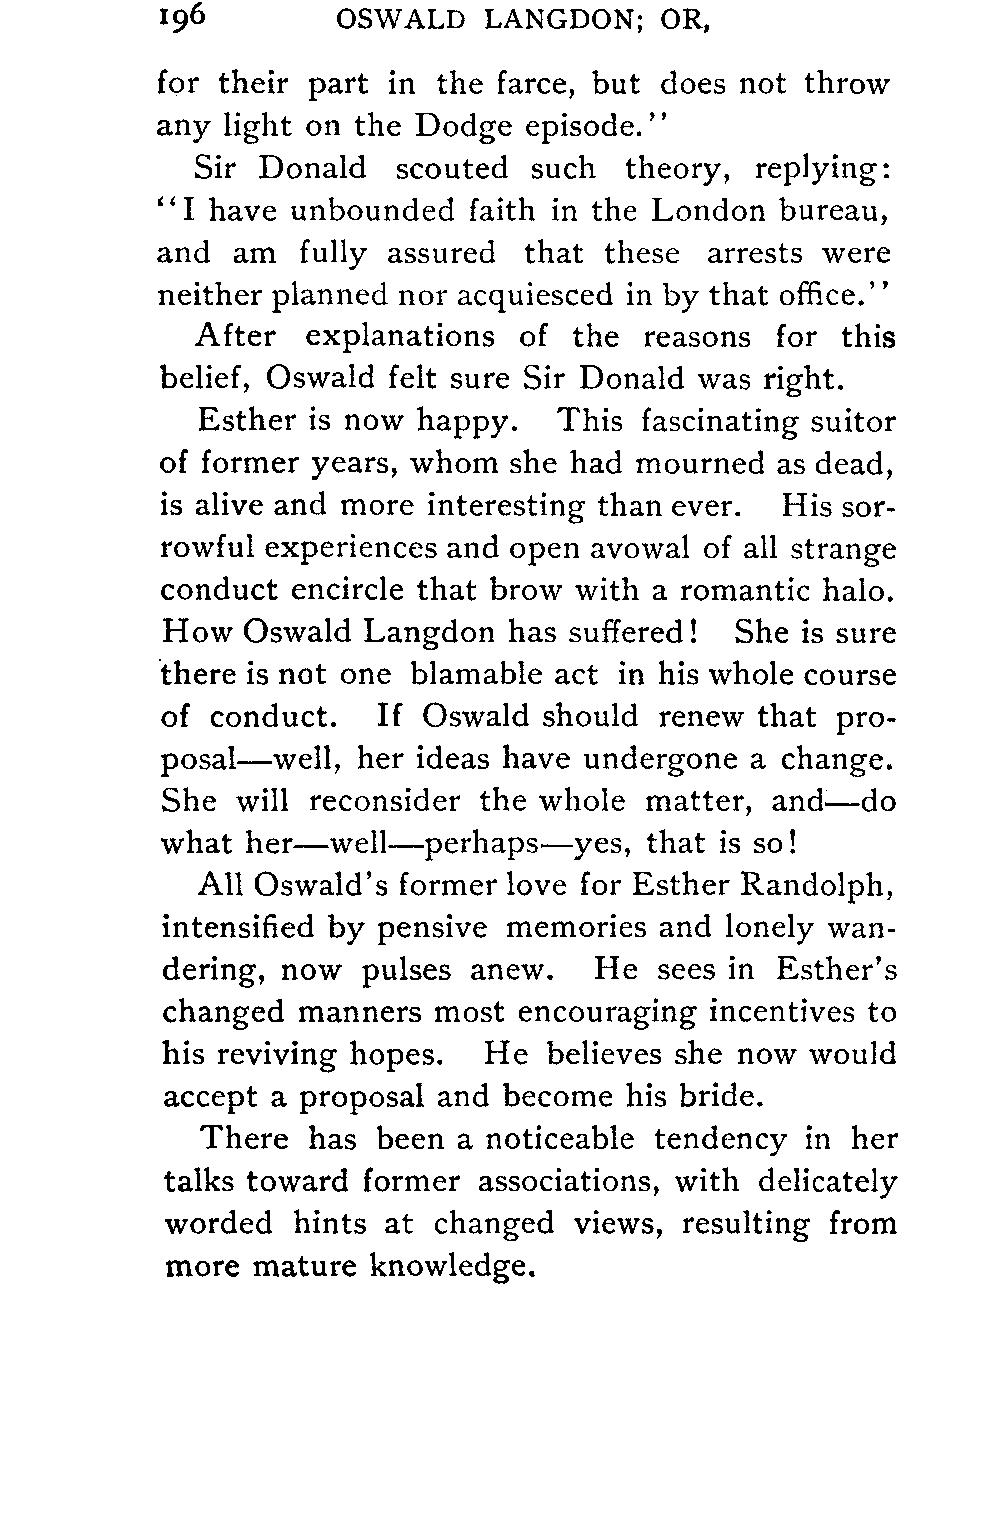 196 OSWALD LANGDON; OR,
for their part in the farce, but does not throw
any light on the Dodge episode.''
Sir Donald scouted such theory, replying:
“I have unbounded faith in the London bureau,
and am fully assured that these arrests were
neither planned nor acquiesced in by that office.''
After explanations of the reasons for this
belief, Oswald felt sure Sir Donald was right.
Esther is now happy. This fascinating suitor
of former years, whom she had mourned as dead,
is alive and more interesting than ever. His sor-
rowful experiences and open avowal of all strange
conduct encircle that brow with a romantic halo.
How Oswald Langdon has suffered! She is sure
there is not one blamable act in his whole course
of conduct. If Oswald should renew that pro-
posal—well, her ideas have undergone a change.
She will reconsider the whole matter, and—do
what her—well—perhaps—yes, that is so!
All Oswald's former love for Esther Randolph,
intensified by pensive memories and lonely wan-
dering, now pulses anew. He sees in Esther's
changed manners most encouraging incentives to
his reviving hopes. He believes she now would
accept a proposal and become his bride.
There has been a noticeable tendency in her
talks toward former associations, with delicately
worded hints at changed views, resulting from
more mature knowledge.